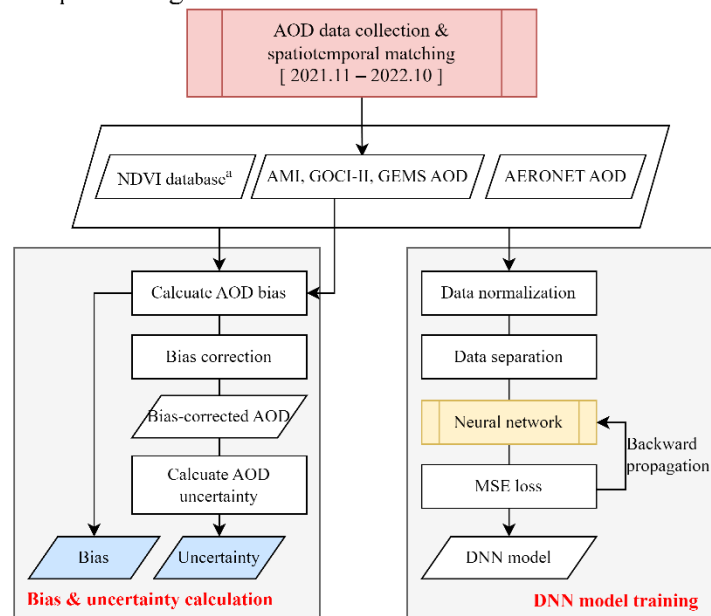 AOD data collection &
spatiotemporal matching
[ 2021.11 – 2022.10 ]
NDVI database^a
AMI, GOCI-II, GEMS AOD
AERONET AOD
Calcuate AOD bias
Bias correction
Bias-corrected AOD
Calcuate AOD
uncertainty
Bias
Uncertainty
Bias & uncertainty calculation
Data normalization
Data separation
Neural network
Backward
propagation
MSE loss
DNN model
DNN model training